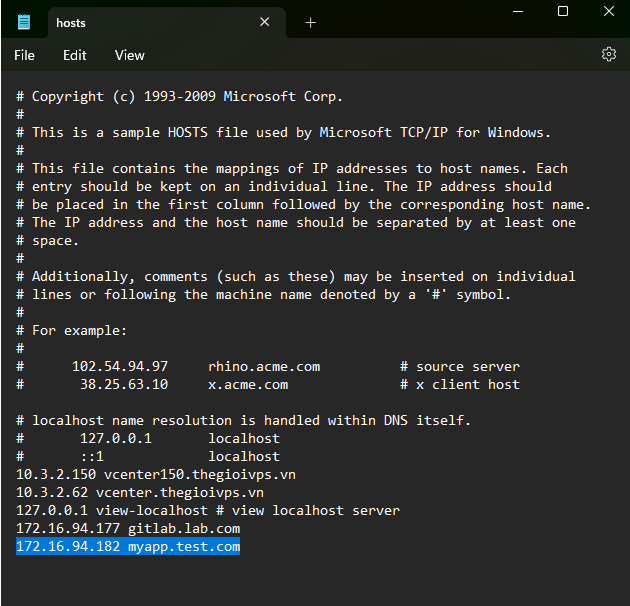 hosts
File Edit View
# Copyright (c) 1993-2009 Microsoft Corp.
#
# This is a sample HOSTS file used by Microsoft TCP/IP for Windows.
#
# This file contains the mappings of IP addresses to host names. Each
# entry should be kept on an individual line. The IP address should
# be placed in the first column followed by the corresponding host name.
# The IP address and the host name should be separated by at least one
# space.
#
# Additionally, comments (such as these) may be inserted on individual
# lines or following the machine name denoted by a '#' symbol.
#
# For example:
#
#      102.54.94.97     rhino.acme.com          # source server
#       38.25.63.10     x.acme.com              # x client host

# localhost name resolution is handled within DNS itself.
#       127.0.0.1       localhost
#       ::1             localhost
10.3.2.150 vcenter150.thegioivps.vn
10.3.2.62 vcenter.thegioivps.vn
127.0.0.1 view-localhost # view localhost server
172.16.94.177 gitlab.lab.com
172.16.94.182 myapp.test.com